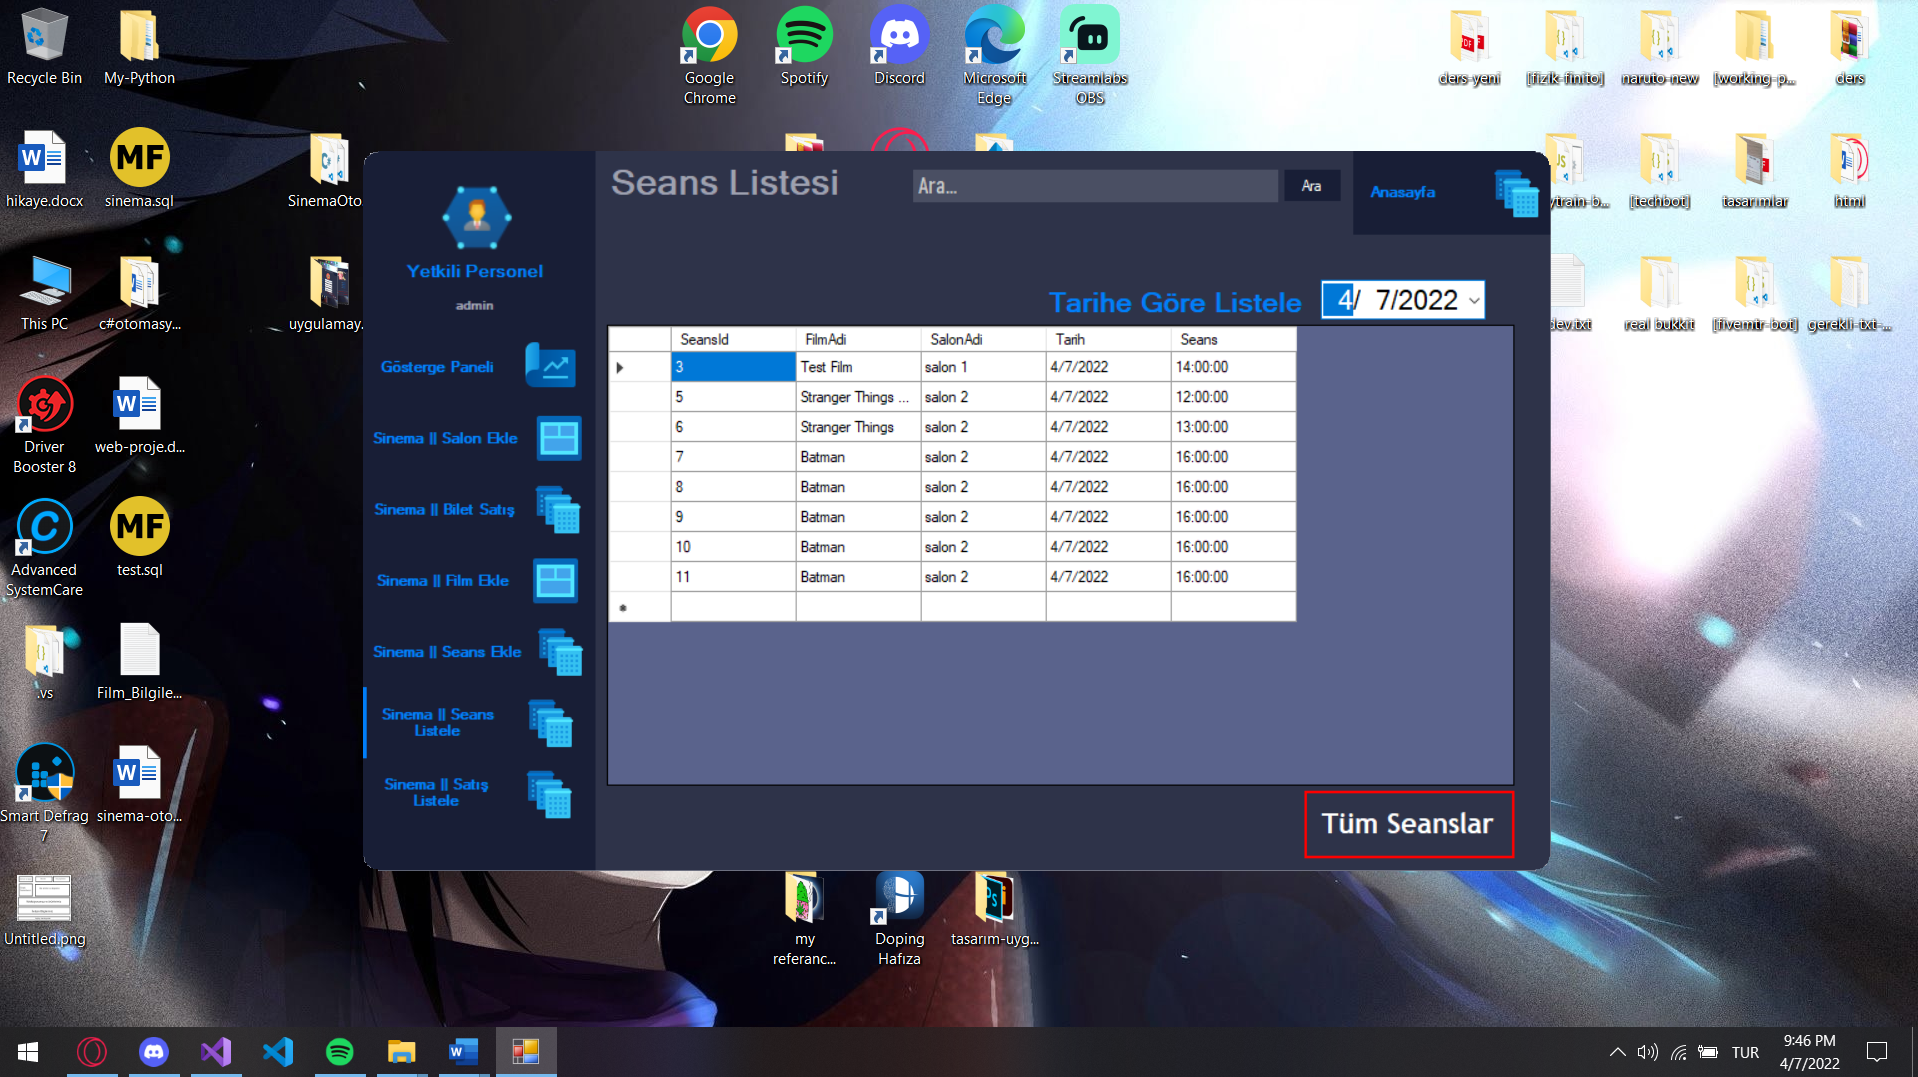 Recycle Bin
My-Python
Google
Chrome
Spotify
Discord
Microsoft
Edge
Streamlabs
OBS
ders-yeni
[fizik-finito]
naruto-new
[working-p...
ders
hikaye.docx
MF
sinema.sql
SinemaOto
[techbot]
tasarımlar
html
This PC
c#otomasy...
uygulamay.
dev.txt
real bukkit
[fivemtr-bot]
gerekli-txt-...
Driver
Booster 8
web-proje.d...
Advanced
SystemCare
MF
test.sql
.vs
Film_Bilgile...
Smart Defrag
7
sinema-oto...
Untitled.png
Yetkili Personel
admin
Gösterge Paneli
Sinema || Salon Ekle
Sinema || Bilet Satış
Sinema || Film Ekle
Sinema || Seans Ekle
Sinema || Seans
Listele
Sinema || Satış
Listele
Seans Listesi
Ara...
Ara
Anasayfa
Tarihe Göre Listele
4/ 7/2022
SeansId FilmAdi SalonAdi Tarih Seans
3 Test Film salon 1 4/7/2022 14:00:00
5 Stranger Things ... salon 2 4/7/2022 12:00:00
6 Stranger Things salon 2 4/7/2022 13:00:00
7 Batman salon 2 4/7/2022 16:00:00
8 Batman salon 2 4/7/2022 16:00:00
9 Batman salon 2 4/7/2022 16:00:00
10 Batman salon 2 4/7/2022 16:00:00
11 Batman salon 2 4/7/2022 16:00:00
Tüm Seanslar
my
referanc...
Doping
Hafıza
tasarım-uyg...
TUR
9:46 PM
4/7/2022